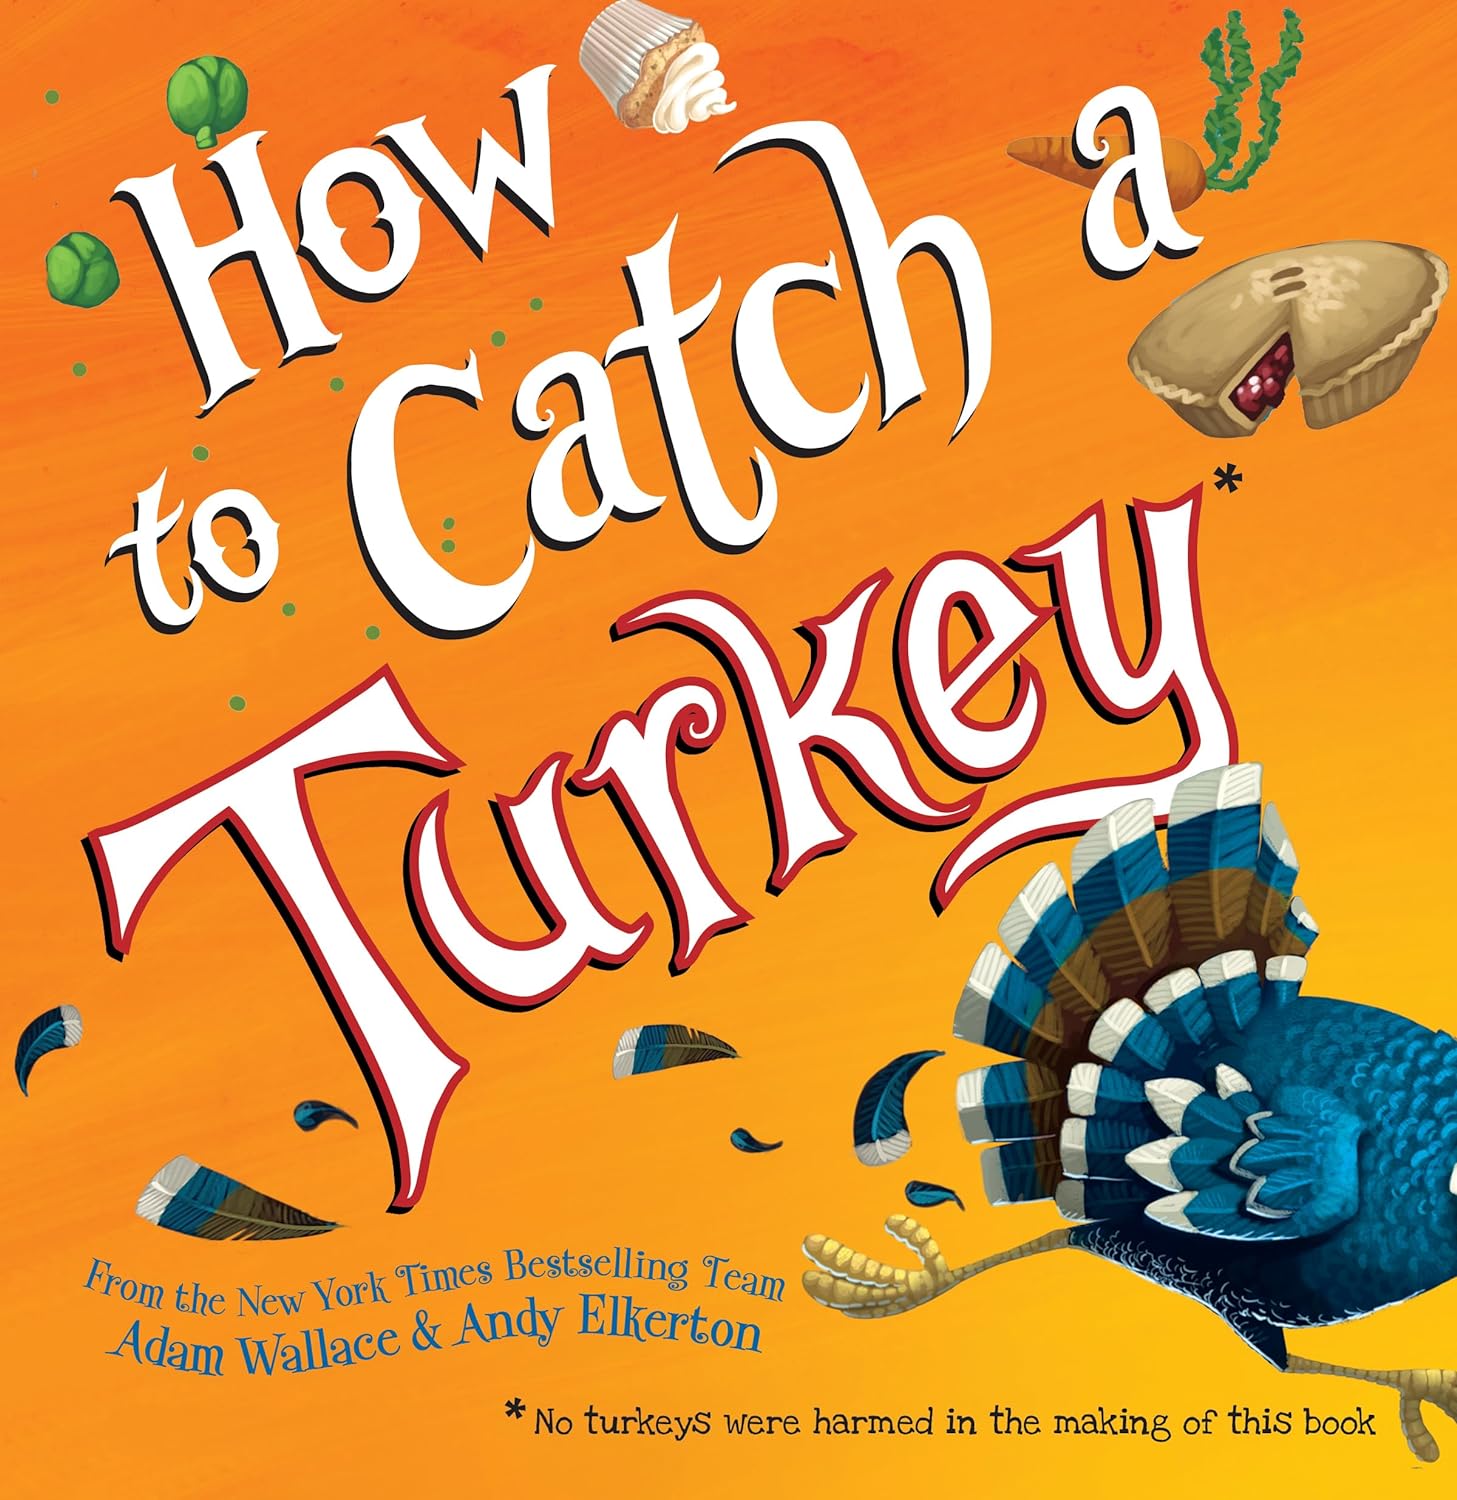 How
to Catch a
Turkey*
From the New York Times Bestselling Team
Adam Wallace & Andy Elkerton
*No turkeys were harmed in the making of this book